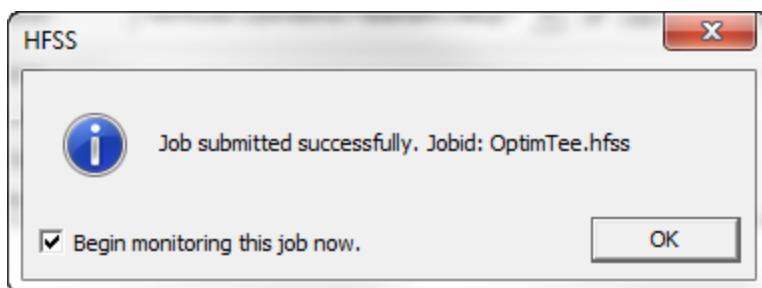 HFSS
Job submitted successfully. Jobid: OptimTee.hfss
Begin monitoring this job now.
OK